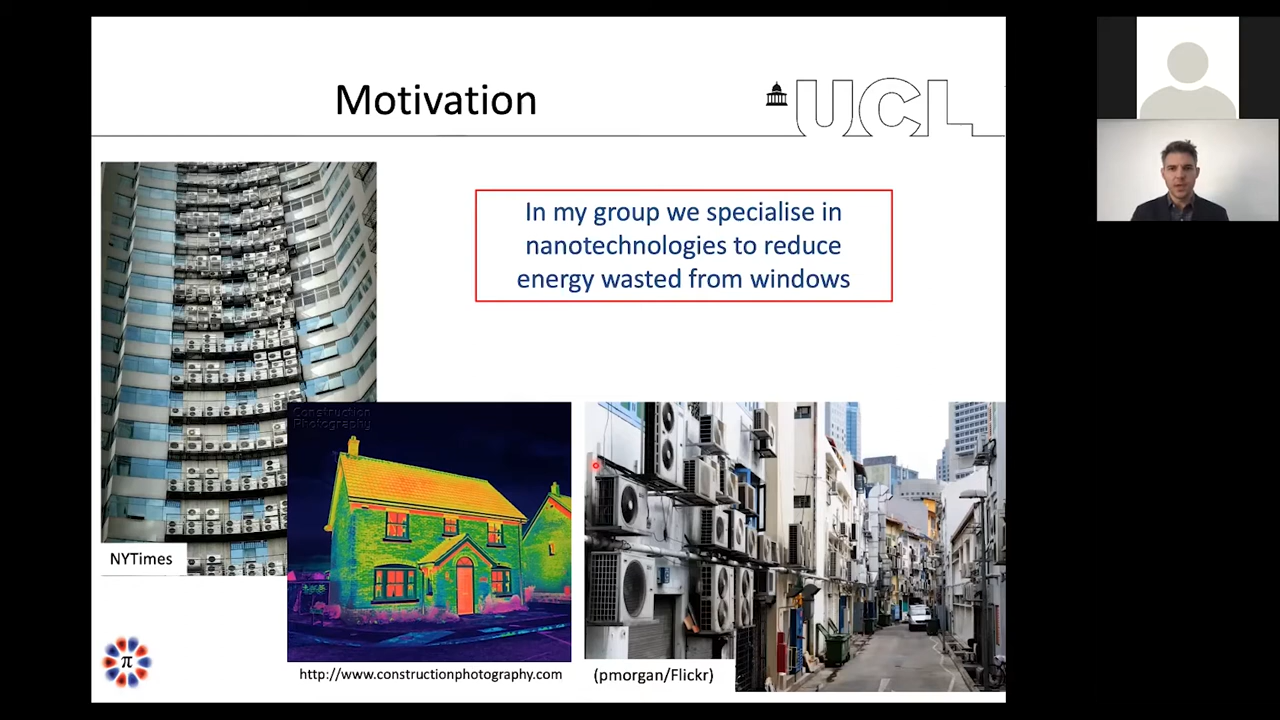 Motivation
UCL
In my group we specialise in
nanotechnologies to reduce
energy wasted from windows
Construction
Photography
NYTimes
π
http://www.constructionphotography.com
(pmorgan/Flickr)